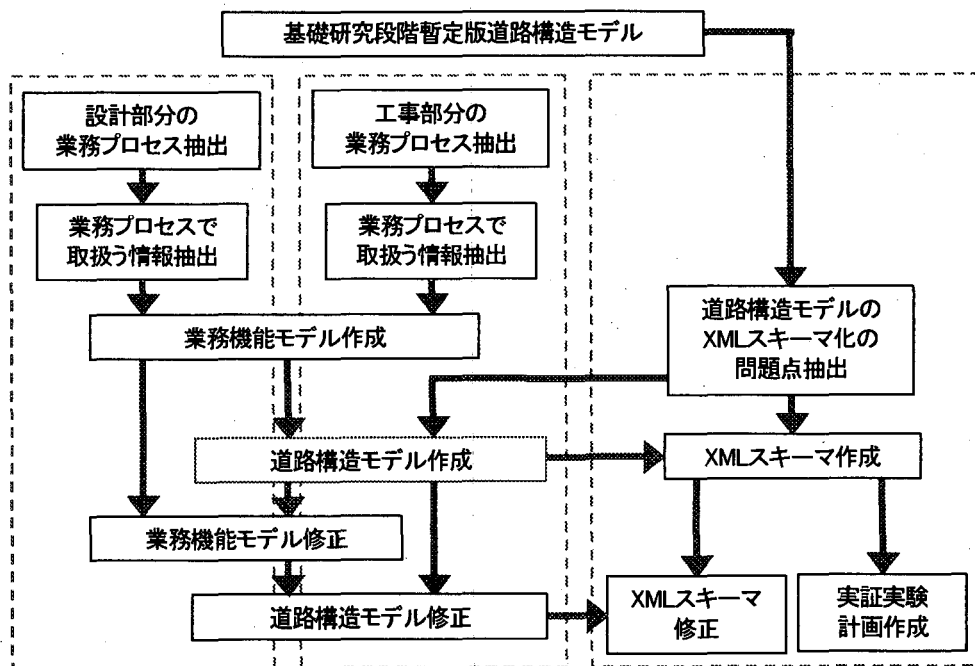 基礎研究段階暫定版道路構造モデル
設計部分の
業務プロセス抽出
工事部分の
業務プロセス抽出
業務プロセスで
取扱う情報抽出
業務プロセスで
取扱う情報抽出
業務機能モデル作成
道路構造モデルの
XMLスキーマ化の
問題点抽出
道路構造モデル作成
XMLスキーマ作成
業務機能モデル修正
道路構造モデル修正
XMLスキーマ
修正
実証実験
計画作成